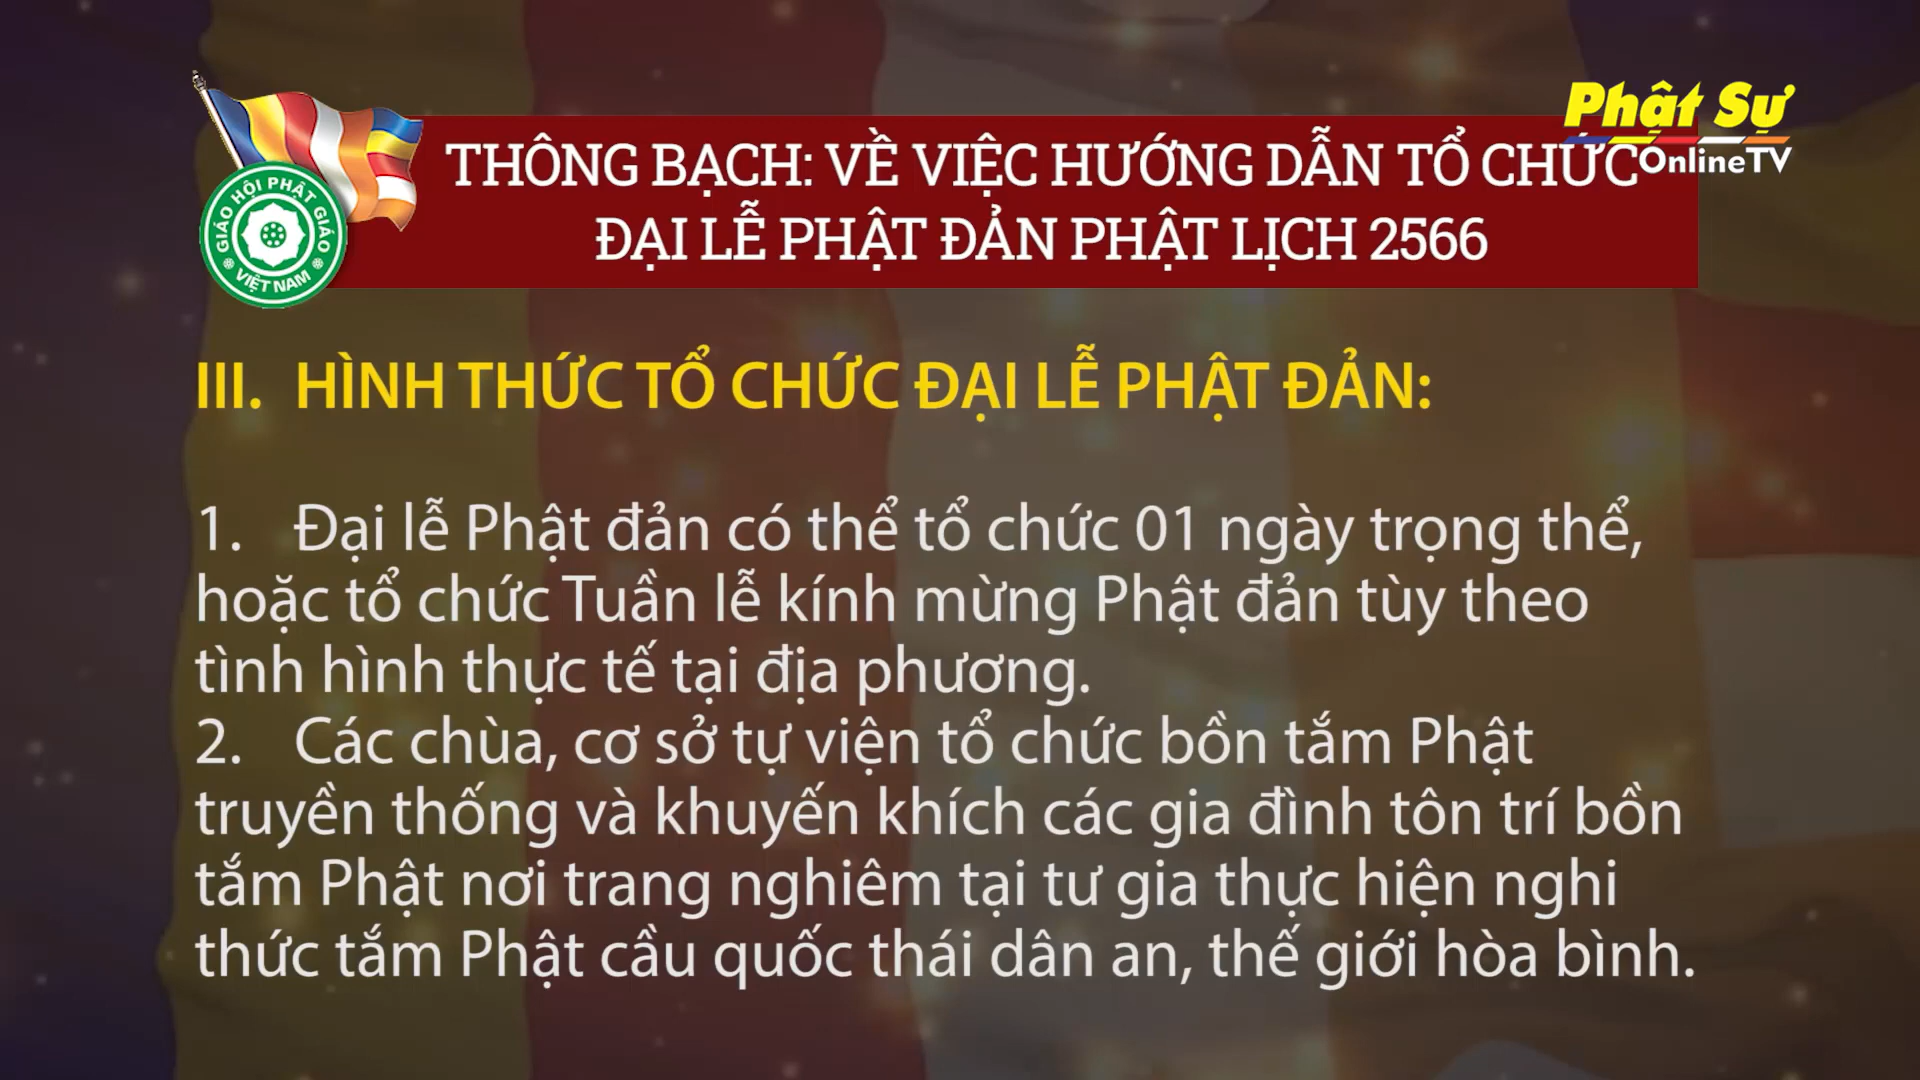 Phật Sự
OnlineTV
THÔNG BẠCH: VỀ VIỆC HƯỚNG DẪN TỔ CHỨC
ĐẠI LỄ PHẬT ĐẢN PHẬT LỊCH 2566
GIÁO HỘI PHẬT GIÁO
VIỆT NAM
III. HÌNH THỨC TỔ CHỨC ĐẠI LỄ PHẬT ĐẢN:
1. Đại lễ Phật đản có thể tổ chức 01 ngày trọng thể,
hoặc tổ chức Tuần lễ kính mừng Phật đản tùy theo
tình hình thực tế tại địa phương.
2. Các chùa, cơ sở tự viện tổ chức bồn tắm Phật
truyền thống và khuyến khích các gia đình tôn trí bồn
tắm Phật nơi trang nghiêm tại tư gia thực hiện nghi
thức tắm Phật cầu quốc thái dân an, thế giới hòa bình.